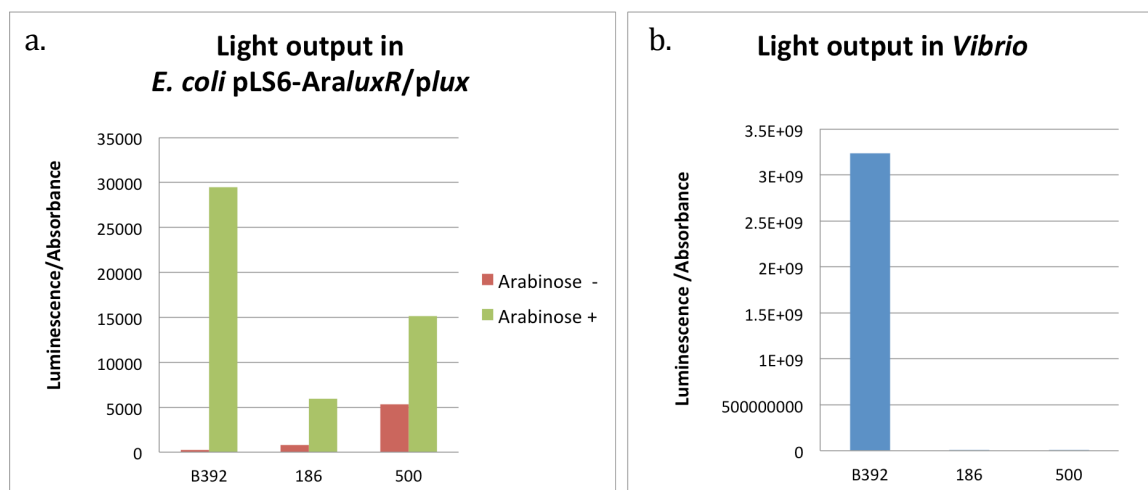 a.
Light output in
E. coli pLS6-AraluxR/plux
Luminescence/Absorbance
35000
30000
25000
20000
15000
10000
5000
0
B392 186 500
Arabinose -
Arabinose +
b.
Light output in Vibrio
Luminescence /Absorbance
3.5E+09
3E+09
2.5E+09
2E+09
1.5E+09
1E+09
500000000
0
B392 186 500